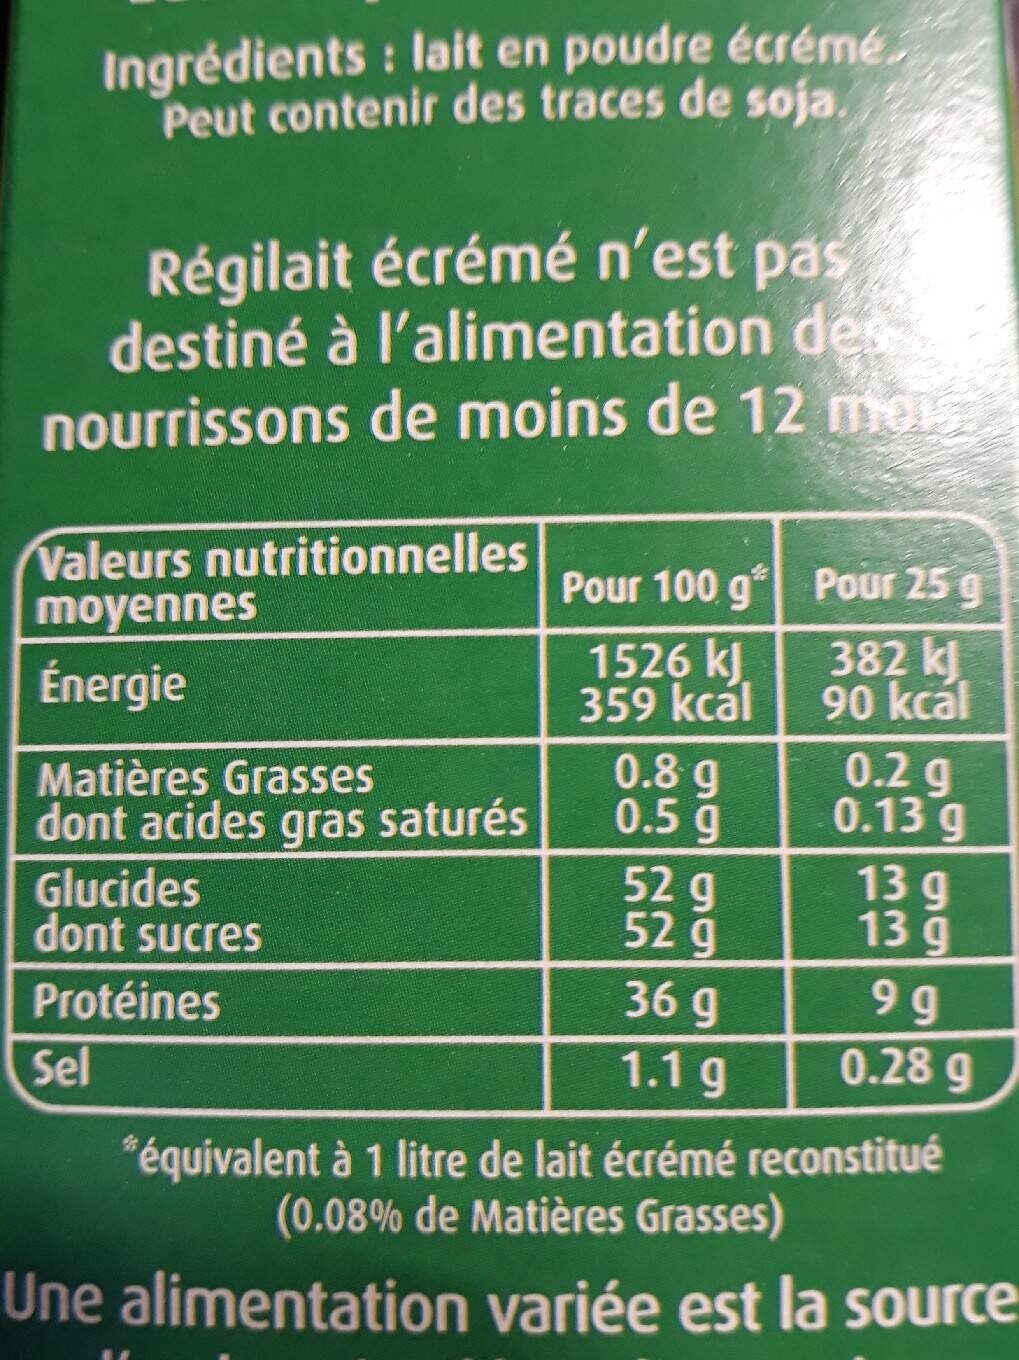 Ingrédients : lait en poudre écrémé.
Peut contenir des traces de soja.
Régilait écrémé n'est pas
destiné à l'alimentation des
nourrissons de moins de 12 mois.
Valeurs nutritionnelles moyennes Pour 100 g* Pour 25 g
Énergie 1526 kJ 382 kJ
359 kcal 90 kcal
Matières Grasses 0.8 g 0.2 g
dont acides gras saturés 0.5 g 0.13 g
Glucides 52 g 13 g
dont sucres 52 g 13 g
Protéines 36 g 9 g
Sel 1.1 g 0.28 g
*équivalent à 1 litre de lait écrémé reconstitué
(0.08% de Matières Grasses)
Une alimentation variée est la source